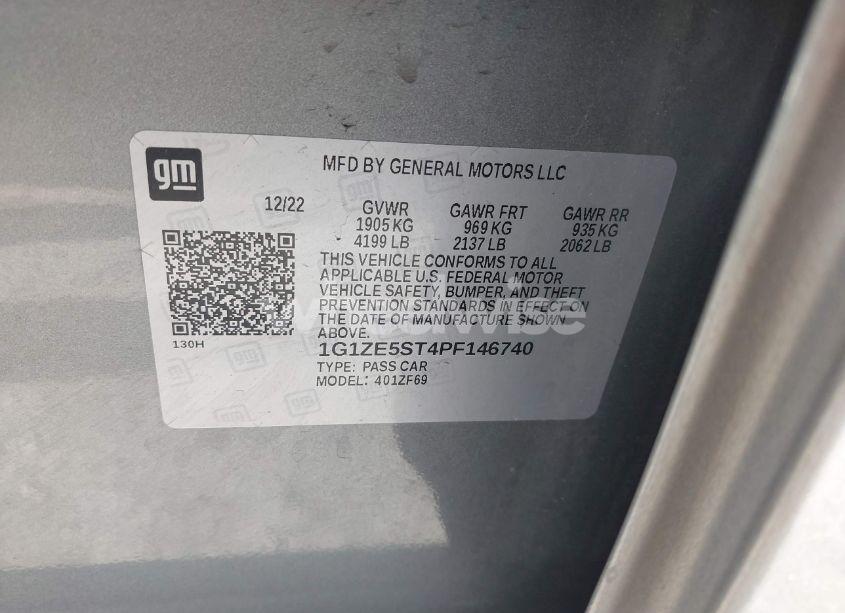 gm
MFD BY GENERAL MOTORS LLC
12/22 GVWR GAWR FRT GAWR RR
1905 KG 969 KG 935 KG
4199 LB 2137 LB 2062 LB
THIS VEHICLE CONFORMS TO ALL
APPLICABLE U.S. FEDERAL MOTOR
VEHICLE SAFETY, BUMPER, AND THEFT
PREVENTION STANDARDS IN EFFECT ON
THE DATE OF MANUFACTURE SHOWN
ABOVE.
130H
1G1ZE5ST4PF146740
TYPE: PASS CAR
MODEL: 401ZF69